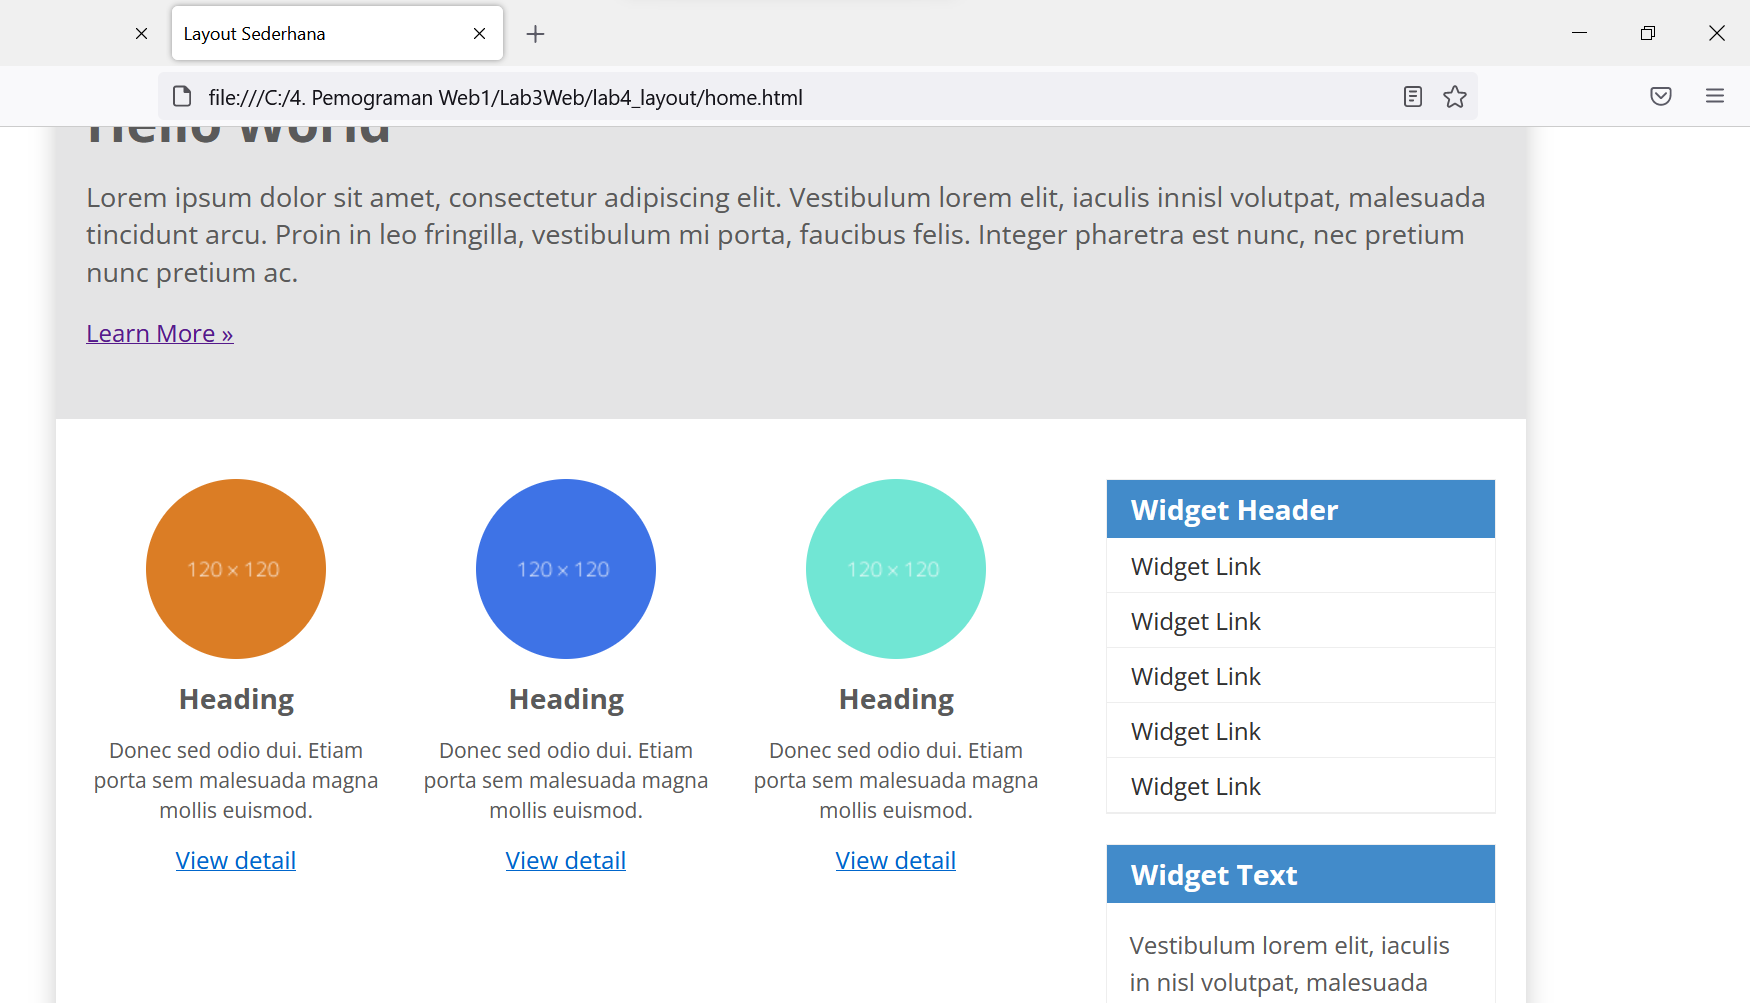 Layout Sederhana
file:///C:/4. Pemograman Web1/Lab3Web/lab4_layout/home.html
Hello World
Lorem ipsum dolor sit amet, consectetur adipiscing elit. Vestibulum lorem elit, iaculis innisl volutpat, malesuada
tincidunt arcu. Proin in leo fringilla, vestibulum mi porta, faucibus felis. Integer pharetra est nunc, nec pretium
nunc pretium ac.
Learn More »
120 × 120
Heading
Donec sed odio dui. Etiam
porta sem malesuada magna
mollis euismod.
View detail
120 × 120
Heading
Donec sed odio dui. Etiam
porta sem malesuada magna
mollis euismod.
View detail
120 × 120
Heading
Donec sed odio dui. Etiam
porta sem malesuada magna
mollis euismod.
View detail
Widget Header
Widget Link
Widget Link
Widget Link
Widget Link
Widget Link
Widget Text
Vestibulum lorem elit, iaculis
in nisl volutpat, malesuada